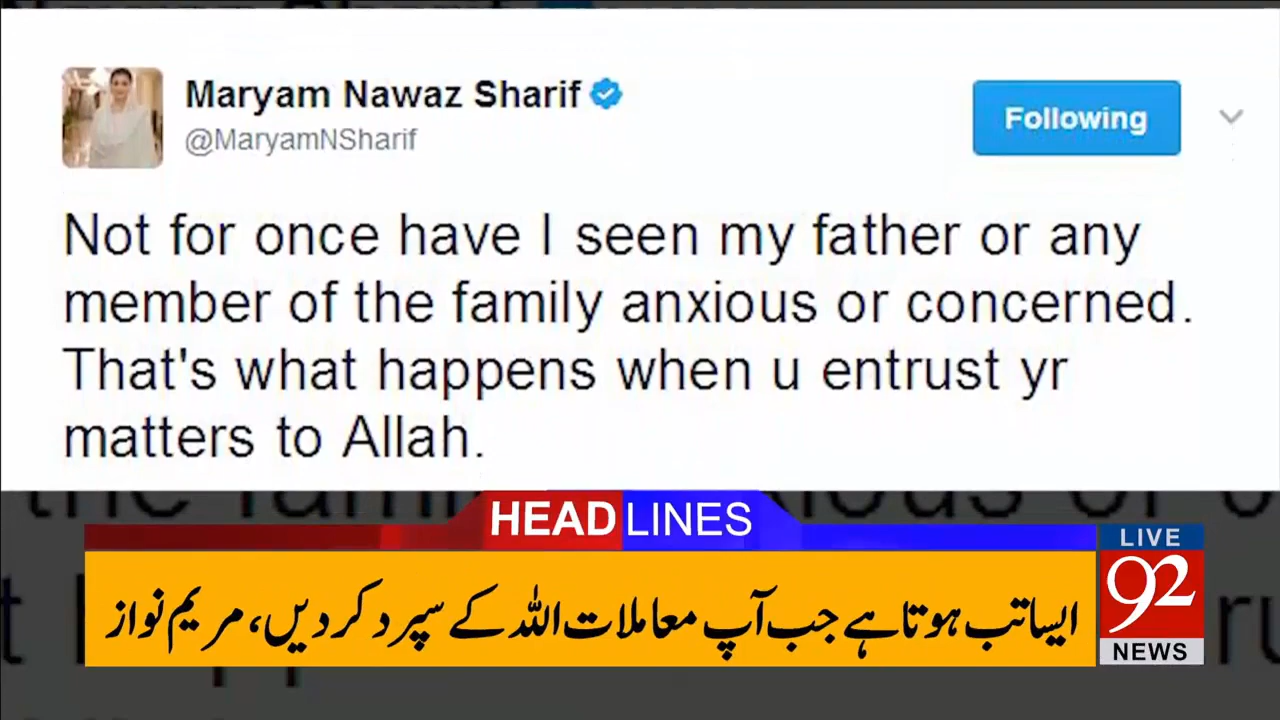 Maryam Nawaz Sharif
@MaryamNSharif
Following
Not for once have I seen my father or any
member of the family anxious or concerned.
That's what happens when u entrust yr
matters to Allah.
HEADLINES
LIVE
92
NEWS
ایسا تب ہوتا ہے جب آپ معاملات اللہ کے سپرد کر دیں، مریم نواز